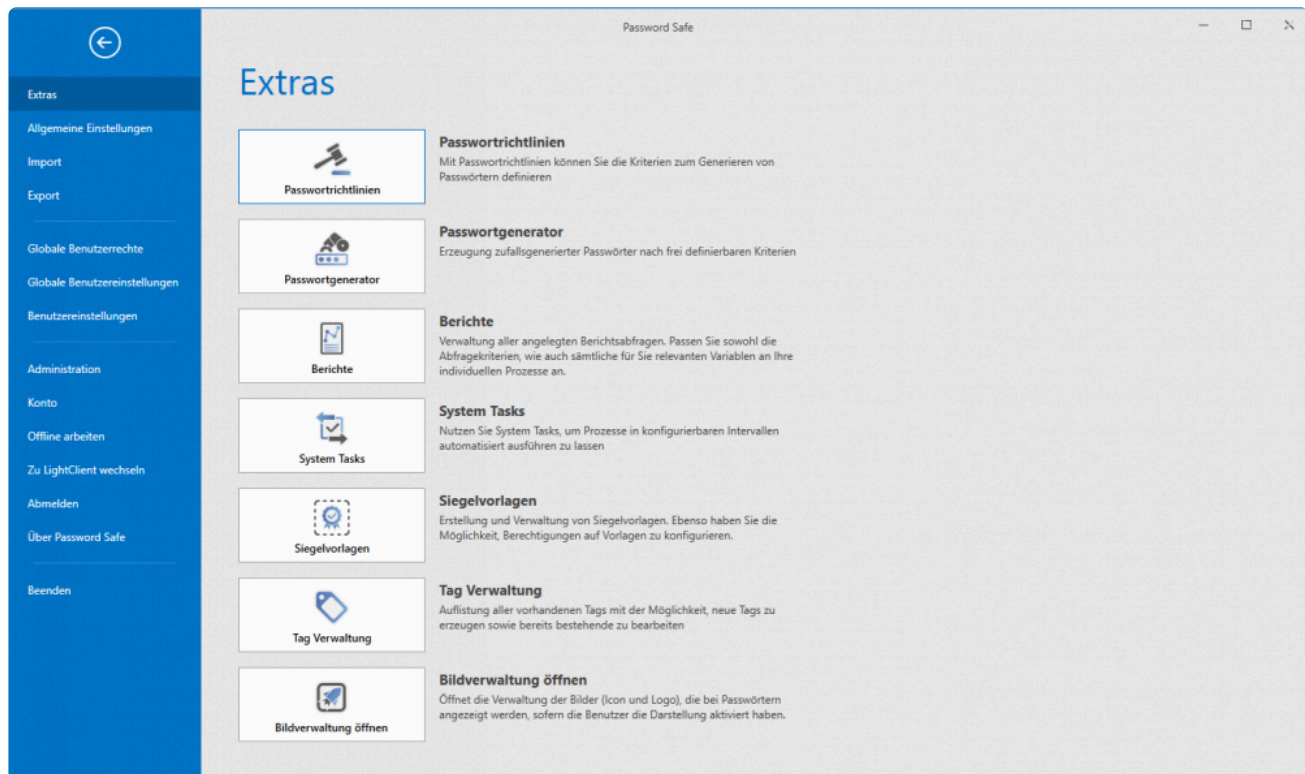 Password Safe
Extras
Allgemeine Einstellungen
Import
Export
Globale Benutzerrechte
Globale Benutzereinstellungen
Benutzereinstellungen
Administration
Konto
Offline arbeiten
Zu LightClient wechseln
Abmelden
Über Password Safe
Beenden
Extras
Passwortrichtlinien
Passwortrichtlinien
Mit Passwortrichtlinien können Sie die Kriterien zum Generieren von
Passwörtern definieren
Passwortgenerator
Passwortgenerator
Erzeugung zufallsgenerierter Passwörter nach frei definierbaren Kriterien
Berichte
Berichte
Verwaltung aller angelegten Berichtsabfragen. Passen Sie sowohl die
Abfragekriterien, wie auch sämtliche für Sie relevanten Variablen an Ihre
individuellen Prozesse an.
System Tasks
System Tasks
Nutzen Sie System Tasks, um Prozesse in konfigurierbaren Intervallen
automatisiert ausführen zu lassen
Siegelvorlagen
Siegelvorlagen
Erstellung und Verwaltung von Siegelvorlagen. Ebenso haben Sie die
Möglichkeit, Berechtigungen auf Vorlagen zu konfigurieren.
Tag Verwaltung
Tag Verwaltung
Auflistung aller vorhandenen Tags mit der Möglichkeit, neue Tags zu
erzeugen sowie bereits bestehende zu bearbeiten
Bildverwaltung öffnen
Bildverwaltung öffnen
Öffnet die Verwaltung der Bilder (Icon und Logo), die bei Passwörtern
angezeigt werden, sofern die Benutzer die Darstellung aktiviert haben.